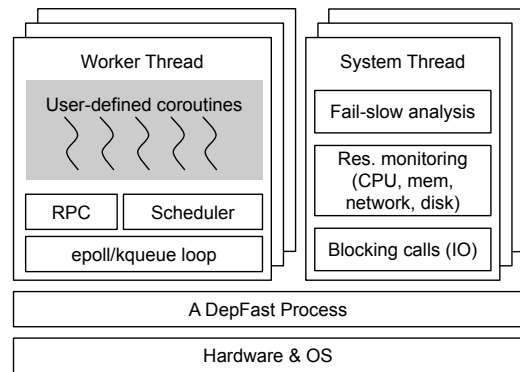 Worker Thread
User-defined coroutines
RPC
Scheduler
epoll/kqueue loop
System Thread
Fail-slow analysis
Res. monitoring
(CPU, mem,
network, disk)
Blocking calls (IO)
A DepFast Process
Hardware & OS